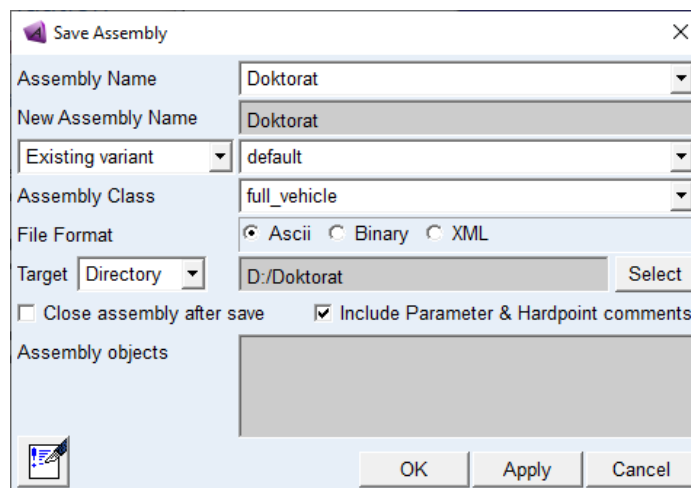 Save Assembly
Assembly Name Doktorat
New Assembly Name Doktorat
Existing variant default
Assembly Class full_vehicle
File Format Ascii Binary XML
Target Directory D:/Doktorat Select
Close assembly after save Include Parameter & Hardpoint comments
Assembly objects
OK Apply Cancel